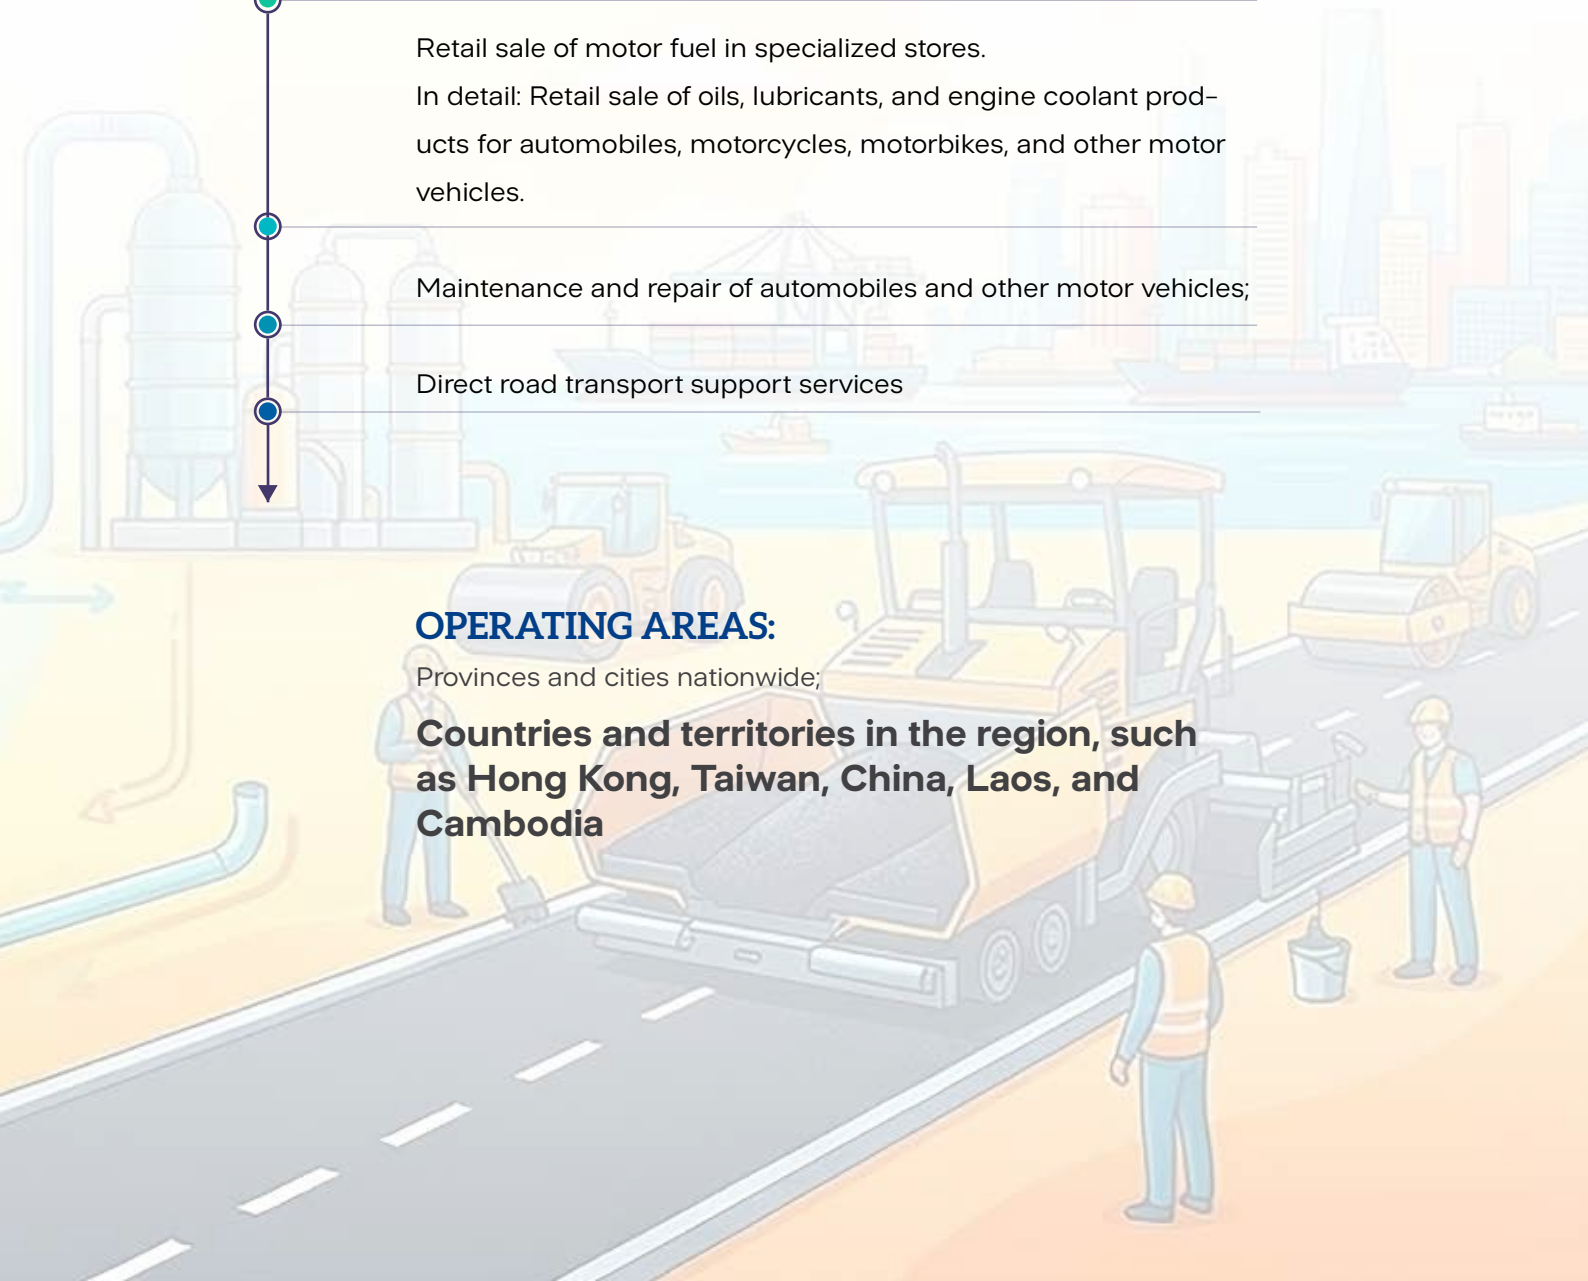 Retail sale of motor fuel in specialized stores.
In detail: Retail sale of oils, lubricants, and engine coolant prod-
ucts for automobiles, motorcycles, motorbikes, and other motor
vehicles.
Maintenance and repair of automobiles and other motor vehicles;
Direct road transport support services
OPERATING AREAS:
Provinces and cities nationwide;
Countries and territories in the region, such
as Hong Kong, Taiwan, China, Laos, and
Cambodia